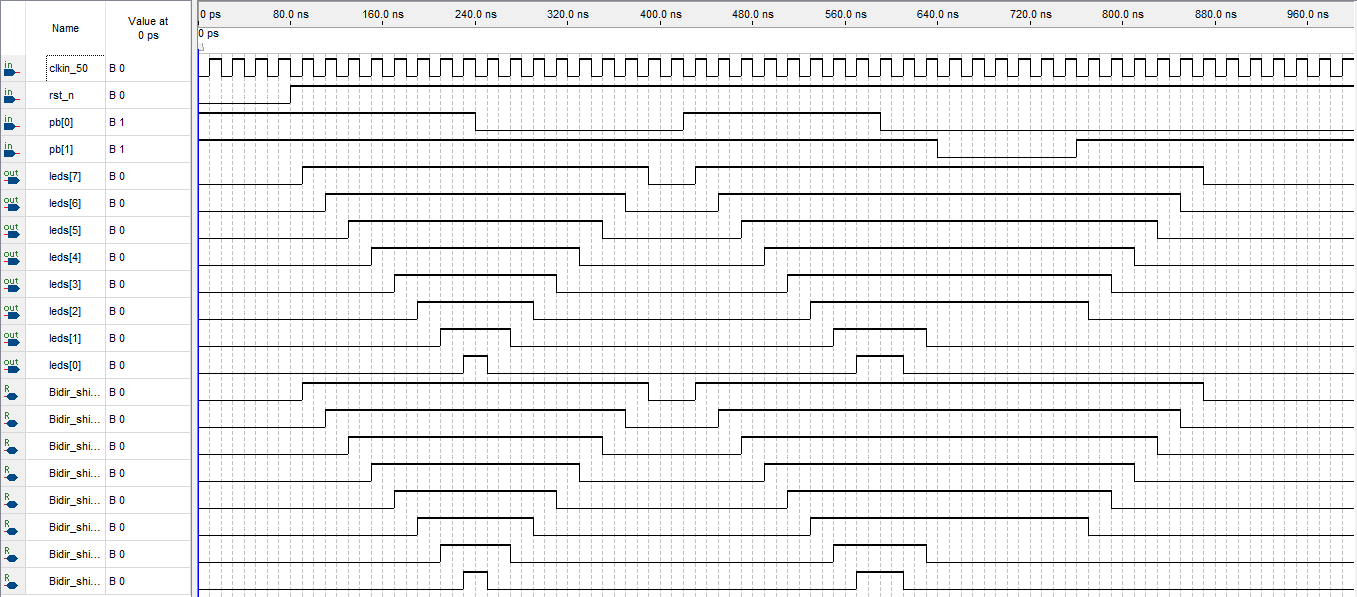 Name
Value at
0 ps
0 ps 80.0 ns 160.0 ns 240.0 ns 320.0 ns 400.0 ns 480.0 ns 560.0 ns 640.0 ns 720.0 ns 800.0 ns 880.0 ns 960.0 ns
0 ps
in clkin_50 B 0
in rst_n B 0
in pb[0] B 1
in pb[1] B 1
out leds[7] B 0
out leds[6] B 0
out leds[5] B 0
out leds[4] B 0
out leds[3] B 0
out leds[2] B 0
out leds[1] B 0
out leds[0] B 0
R Bidir_shi... B 0
R Bidir_shi... B 0
R Bidir_shi... B 0
R Bidir_shi... B 0
R Bidir_shi... B 0
R Bidir_shi... B 0
R Bidir_shi... B 0
R Bidir_shi... B 0